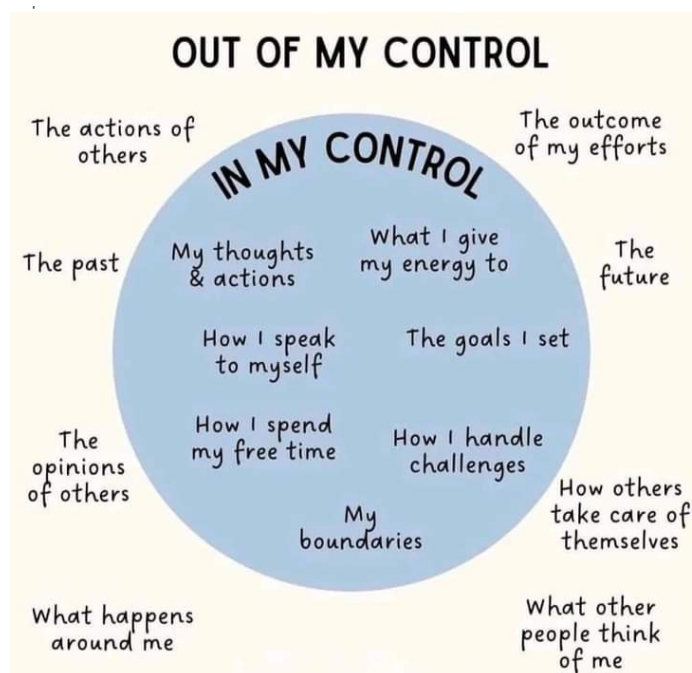 OUT OF MY CONTROL
The actions of
others
The outcome
of my efforts
IN MY CONTROL
The past
My thoughts
& actions
What I give
my energy to
The
future
How I speak
to myself
The goals I set
The
opinions
of others
How I spend
my free time
How I handle
challenges
How others
take care of
themselves
My
boundaries
What happens
around me
What other
people think
of me